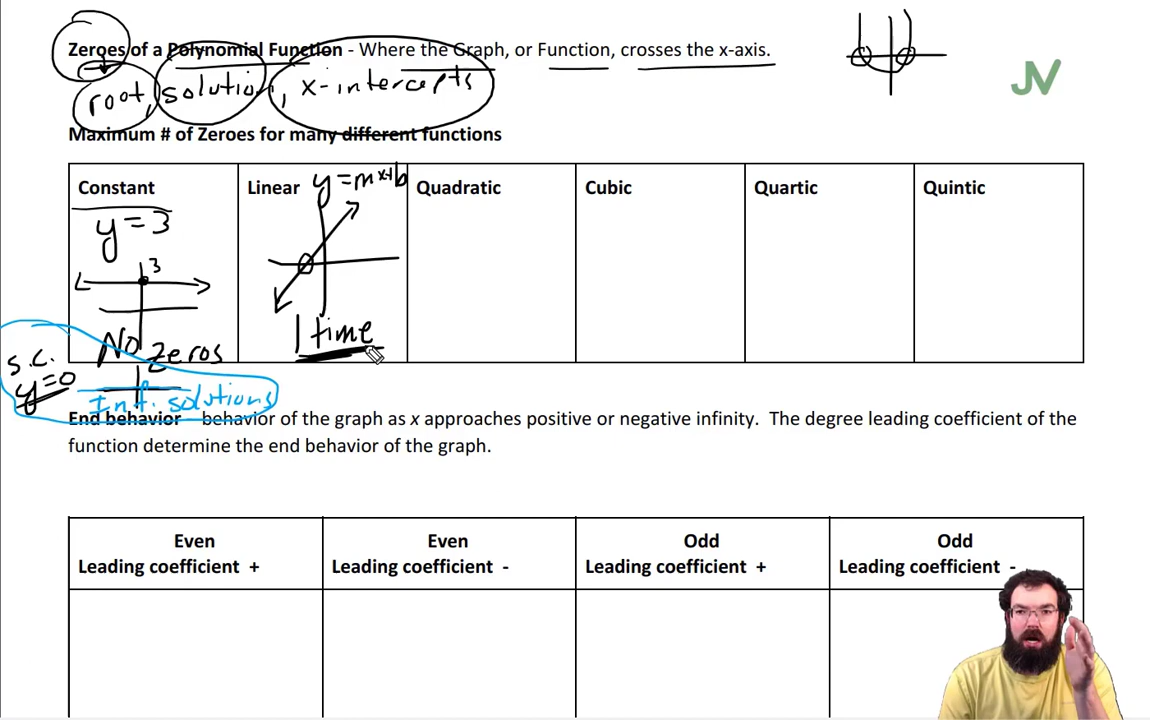 Zeroes of a Polynomial Function - Where the Graph, or Function, crosses the x-axis.
root, solution, x-intercepts
JV
Maximum # of Zeroes for many different functions
Constant
y=3
3
No zeros
S.C.
y=0
Inf. solutions
Linear y=mx+b
1 time
Quadratic
Cubic
Quartic
Quintic
End behavior – behavior of the graph as x approaches positive or negative infinity. The degree leading coefficient of the
function determine the end behavior of the graph.
Even
Leading coefficient +
Even
Leading coefficient -
Odd
Leading coefficient +
Odd
Leading coefficient -